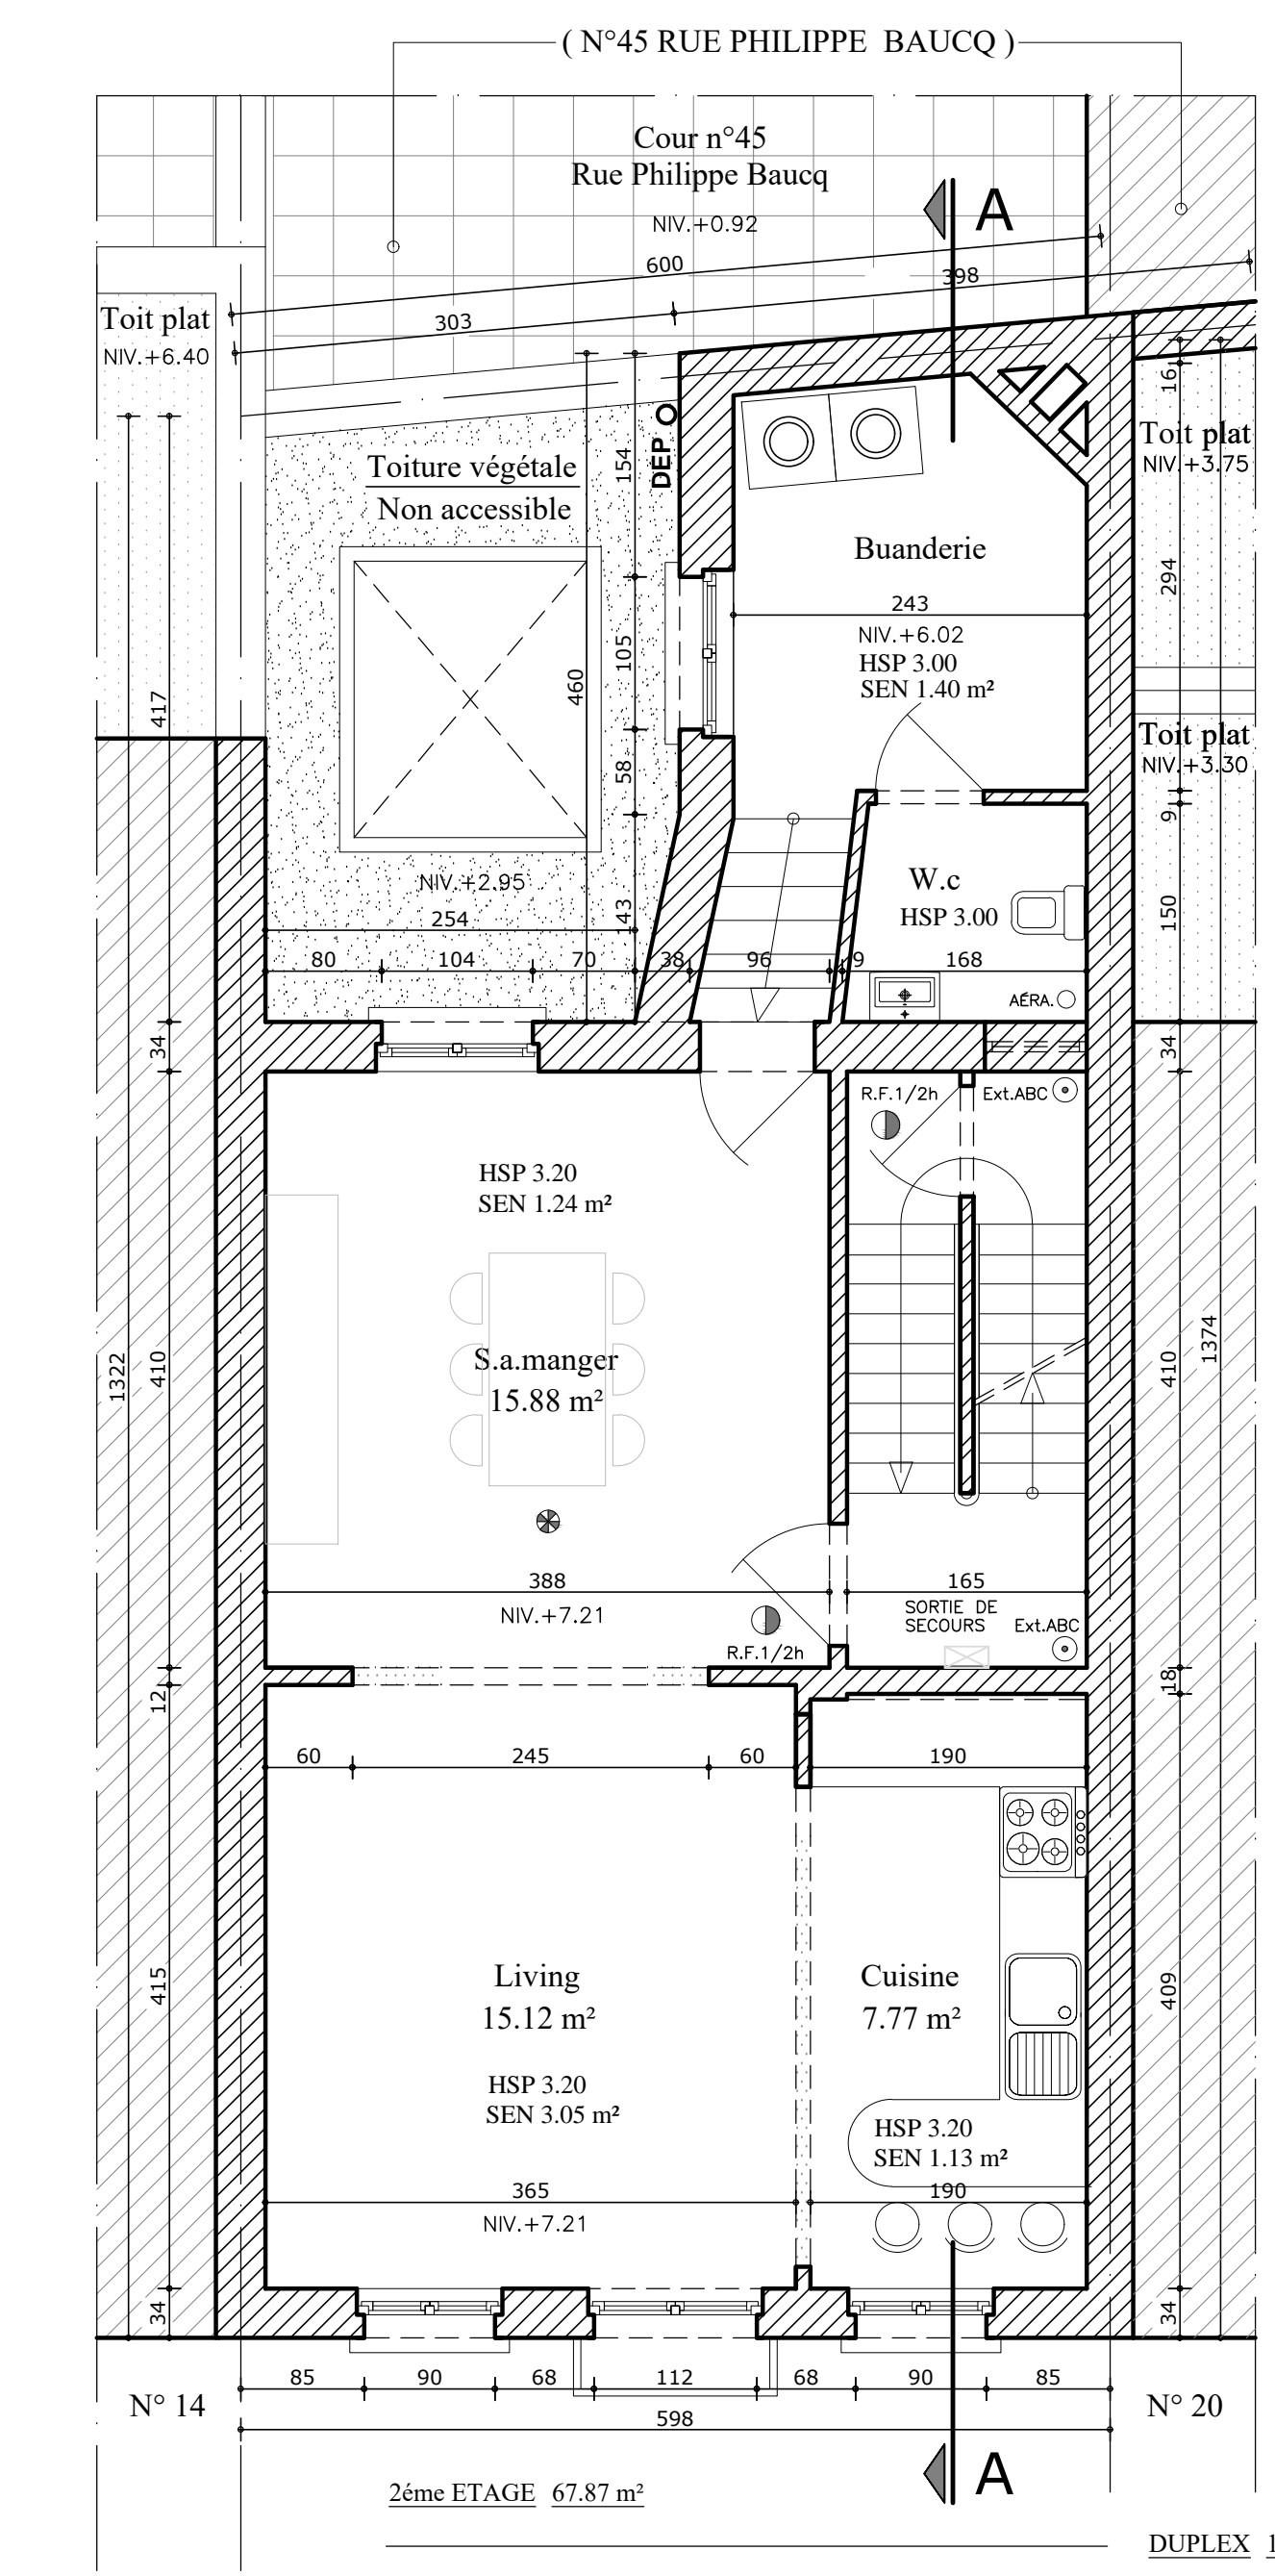 ( N°45 RUE PHILIPPE BAUCQ )
Cour n°45
Rue Philippe Baucq
NIV.+0.92
A
600
398
303
Toit plat
NIV.+6.40
16
Toit plat
NIV.+3.75
DEP
154
Toiture végétale
Non accessible
Buanderie
294
243
NIV.+6.02
HSP 3.00
SEN 1.40 m²
105
460
417
58
Toit plat
NIV.+3.30
9
W.c
HSP 3.00
NIV.+2.95
254
143
150
80
104
70
38
96
9
168
AÉRA.
34
34
R.F.1/2h
Ext.ABC
HSP 3.20
SEN 1.24 m²
1322
410
S.a.manger
15.88 m²
410
1374
388
165
NIV.+7.21
SORTIE DE
SECOURS
Ext.ABC
R.F.1/2h
12
18
60
245
60
190
Living
15.12 m²
Cuisine
7.77 m²
415
409
HSP 3.20
SEN 3.05 m²
HSP 3.20
SEN 1.13 m²
365
190
NIV.+7.21
34
34
85
90
68
112
68
90
85
N° 14
N° 20
598
A
2éme ETAGE 67.87 m²
DUPLEX 1